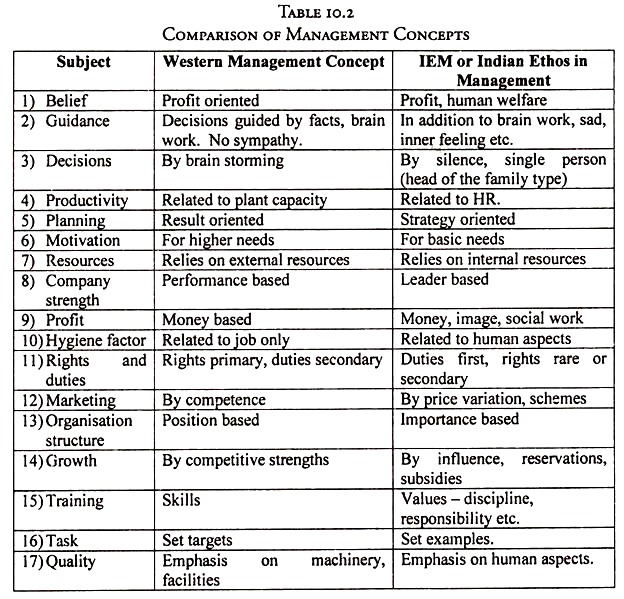 TABLE 10.2
COMPARISON OF MANAGEMENT CONCEPTS
Subject | Western Management Concept | IEM or Indian Ethos in Management
1) Belief | Profit oriented | Profit, human welfare
2) Guidance | Decisions guided by facts, brain work. No sympathy. | In addition to brain work, sad, inner feeling etc.
3) Decisions | By brain storming | By silence, single person (head of the family type)
4) Productivity | Related to plant capacity | Related to HR.
5) Planning | Result oriented | Strategy oriented
6) Motivation | For higher needs | For basic needs
7) Resources | Relies on external resources | Relies on internal resources
8) Company strength | Performance based | Leader based
9) Profit | Money based | Money, image, social work
10) Hygiene factor | Related to job only | Related to human aspects
11) Rights and duties | Rights primary, duties secondary | Duties first, rights rare or secondary
12) Marketing | By competence | By price variation, schemes
13) Organisation structure | Position based | Importance based
14) Growth | By competitive strengths | By influence, reservations, subsidies
15) Training | Skills | Values – discipline, responsibility etc.
16) Task | Set targets | Set examples.
17) Quality | Emphasis on machinery, facilities | Emphasis on human aspects.